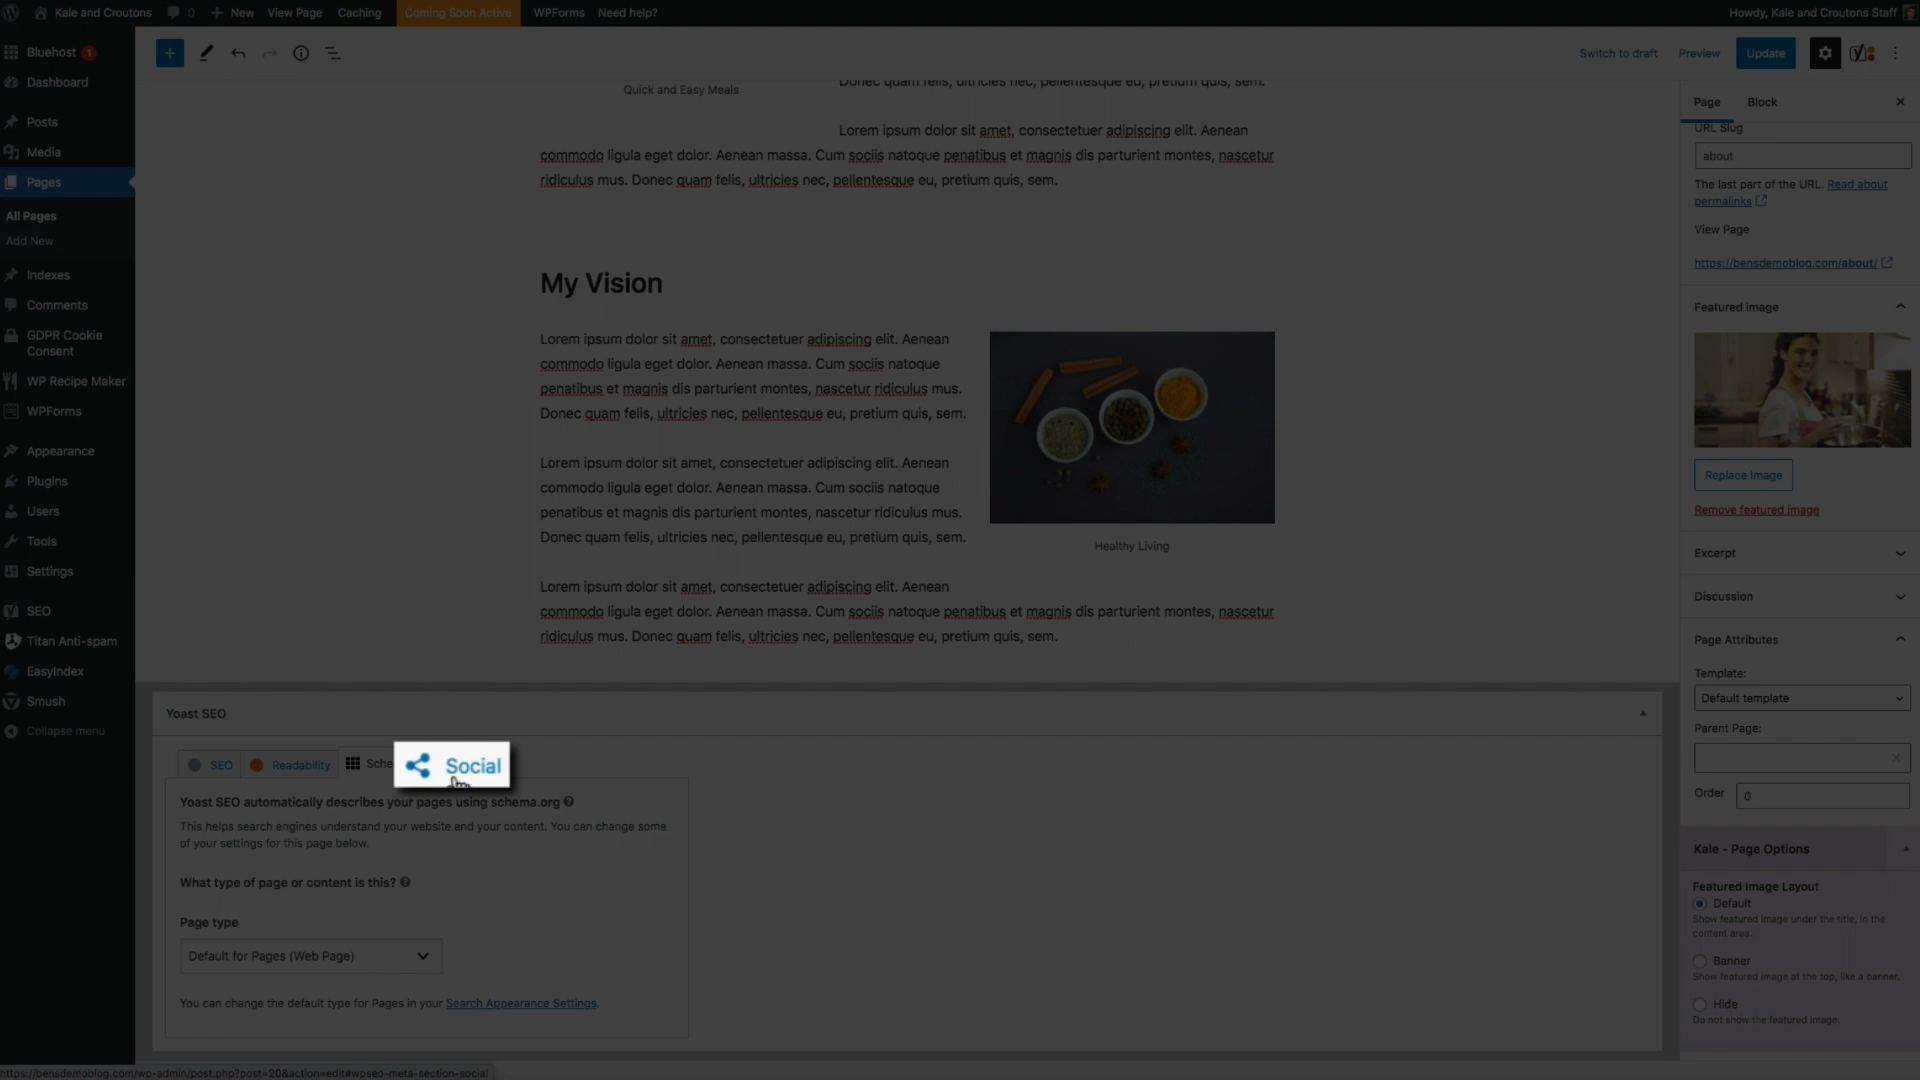 Kale and Croutons
0
New
View Page
Caching
Coming Soon Active
WPForms
Need help?
Howdy, Kale and Croutons Staff
Bluehost 1
Dashboard
Posts
Media
Pages
All Pages
Add New
Indexes
Comments
GDPR Cookie
Consent
WP Recipe Maker
WPForms
Appearance
Plugins
Users
Tools
Settings
SEO
Titan Anti-spam
EasyIndex
Smush
Collapse menu
Switch to draft
Preview
Update
Quick and Easy Meals
Donec quam felis, ultricies nec, pellentesque eu, pretium quis, sem.
Lorem ipsum dolor sit amet, consectetuer adipiscing elit. Aenean
commodo ligula eget dolor. Aenean massa. Cum sociis natoque penatibus et magnis dis parturient montes, nascetur
ridiculus mus. Donec quam felis, ultricies nec, pellentesque eu, pretium quis, sem.
My Vision
Lorem ipsum dolor sit amet, consectetuer adipiscing elit. Aenean
commodo ligula eget dolor. Aenean massa. Cum sociis natoque
penatibus et magnis dis parturient montes, nascetur ridiculus mus.
Donec quam felis, ultricies nec, pellentesque eu, pretium quis, sem.
Lorem ipsum dolor sit amet, consectetuer adipiscing elit. Aenean
commodo ligula eget dolor. Aenean massa. Cum sociis natoque
penatibus et magnis dis parturient montes, nascetur ridiculus mus.
Donec quam felis, ultricies nec, pellentesque eu, pretium quis, sem.
Healthy Living
Lorem ipsum dolor sit amet, consectetuer adipiscing elit. Aenean
commodo ligula eget dolor. Aenean massa. Cum sociis natoque penatibus et magnis dis parturient montes, nascetur
ridiculus mus. Donec quam felis, ultricies nec, pellentesque eu, pretium quis, sem.
Yoast SEO
SEO
Readability
Sche
Social
Yoast SEO automatically describes your pages using schema.org
This helps search engines understand your website and your content. You can change some
of your settings for this page below.
What type of page or content is this?
Page type
Default for Pages (Web Page)
You can change the default type for Pages in your Search Appearance Settings.
https://bensdemoblog.com/wp-admin/post.php?post=20&action=edit#wpseo-meta-section-social
Page
Block
URL Slug
about
The last part of the URL. Read about
permalinks
View Page
https://bensdemoblog.com/about/
Featured image
Replace Image
Remove featured image
Excerpt
Discussion
Page Attributes
Template:
Default template
Parent Page:
Order
0
Kale - Page Options
Featured Image Layout
Default
Show featured image under the title, in the
content area.
Banner
Show featured image at the top, like a banner.
Hide
Do not show the featured image.